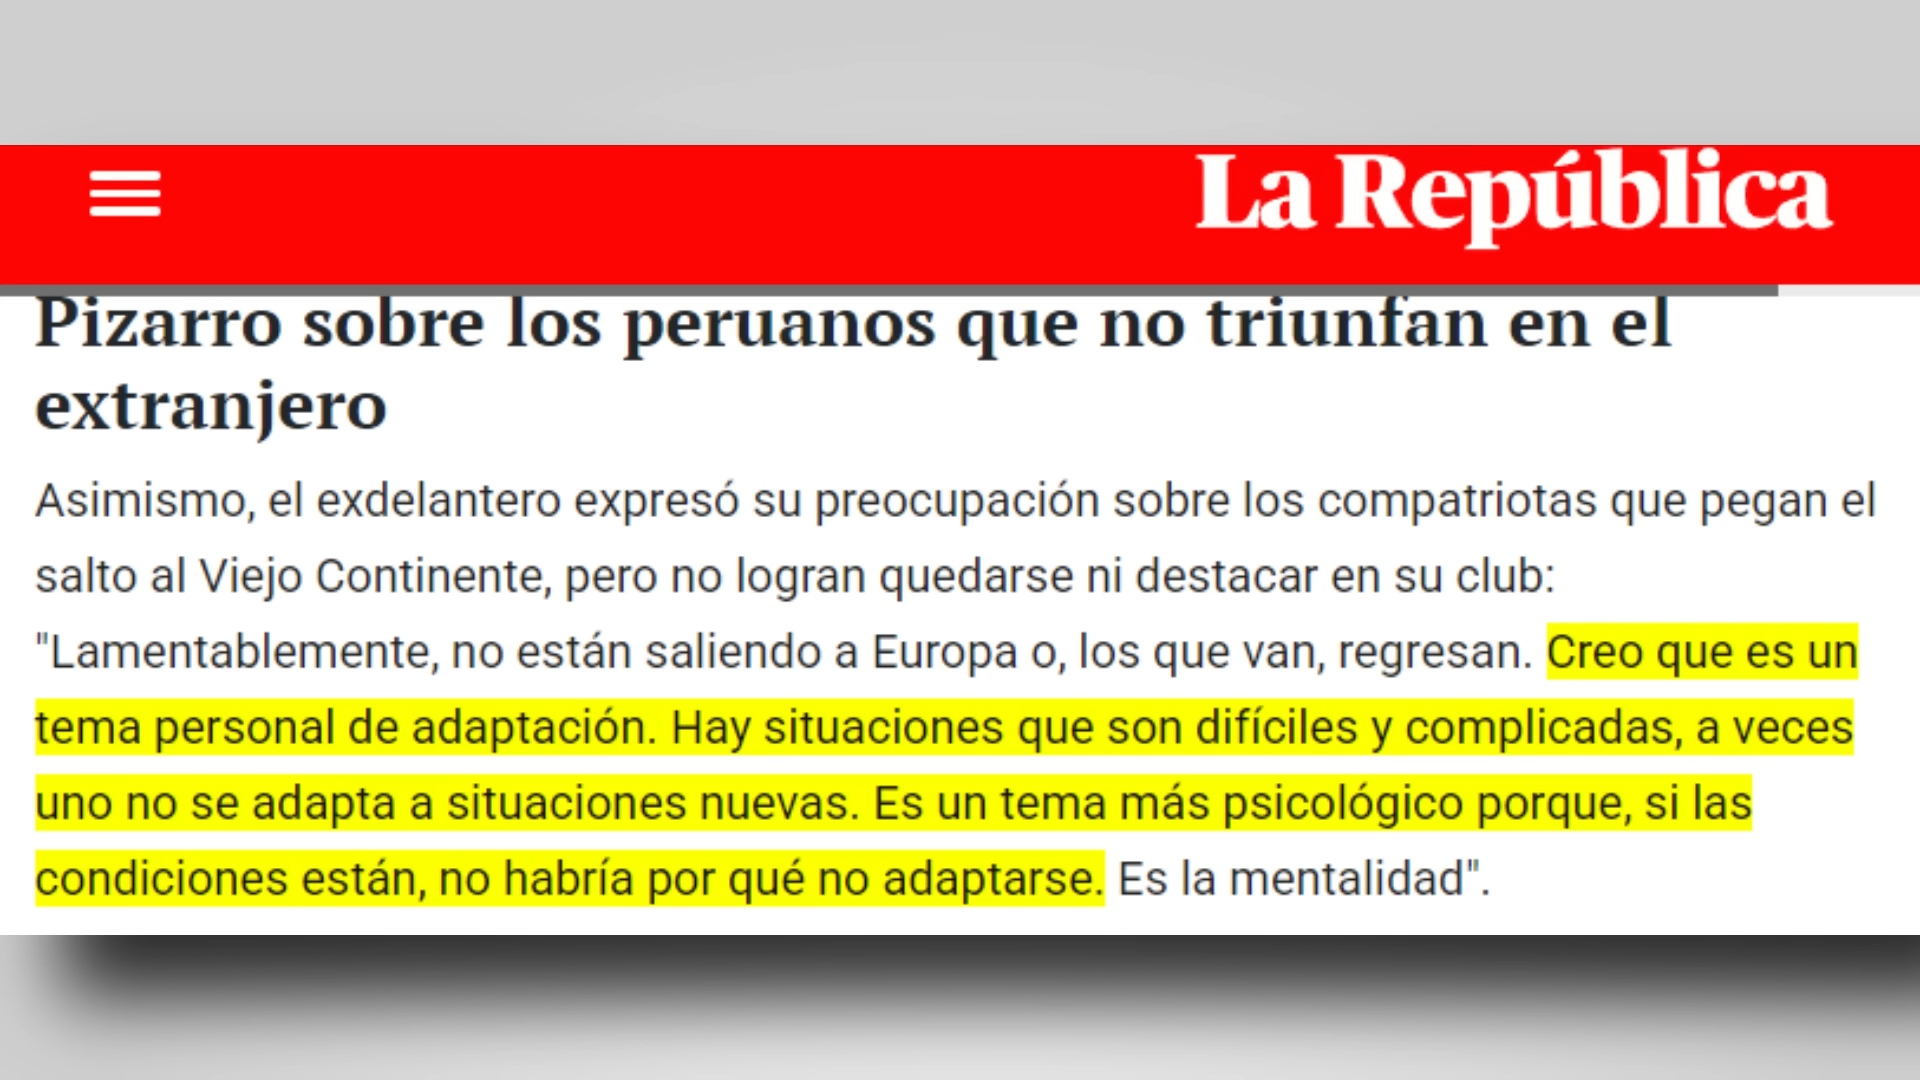 La República
Pizarro sobre los peruanos que no triunfan en el
extranjero
Asimismo, el exdelantero expresó su preocupación sobre los compatriotas que pegan el
salto al Viejo Continente, pero no logran quedarse ni destacar en su club:
"Lamentablemente, no están saliendo a Europa o, los que van, regresan. Creo que es un
tema personal de adaptación. Hay situaciones que son difíciles y complicadas, a veces
uno no se adapta a situaciones nuevas. Es un tema más psicológico porque, si las
condiciones están, no habría por qué no adaptarse. Es la mentalidad".